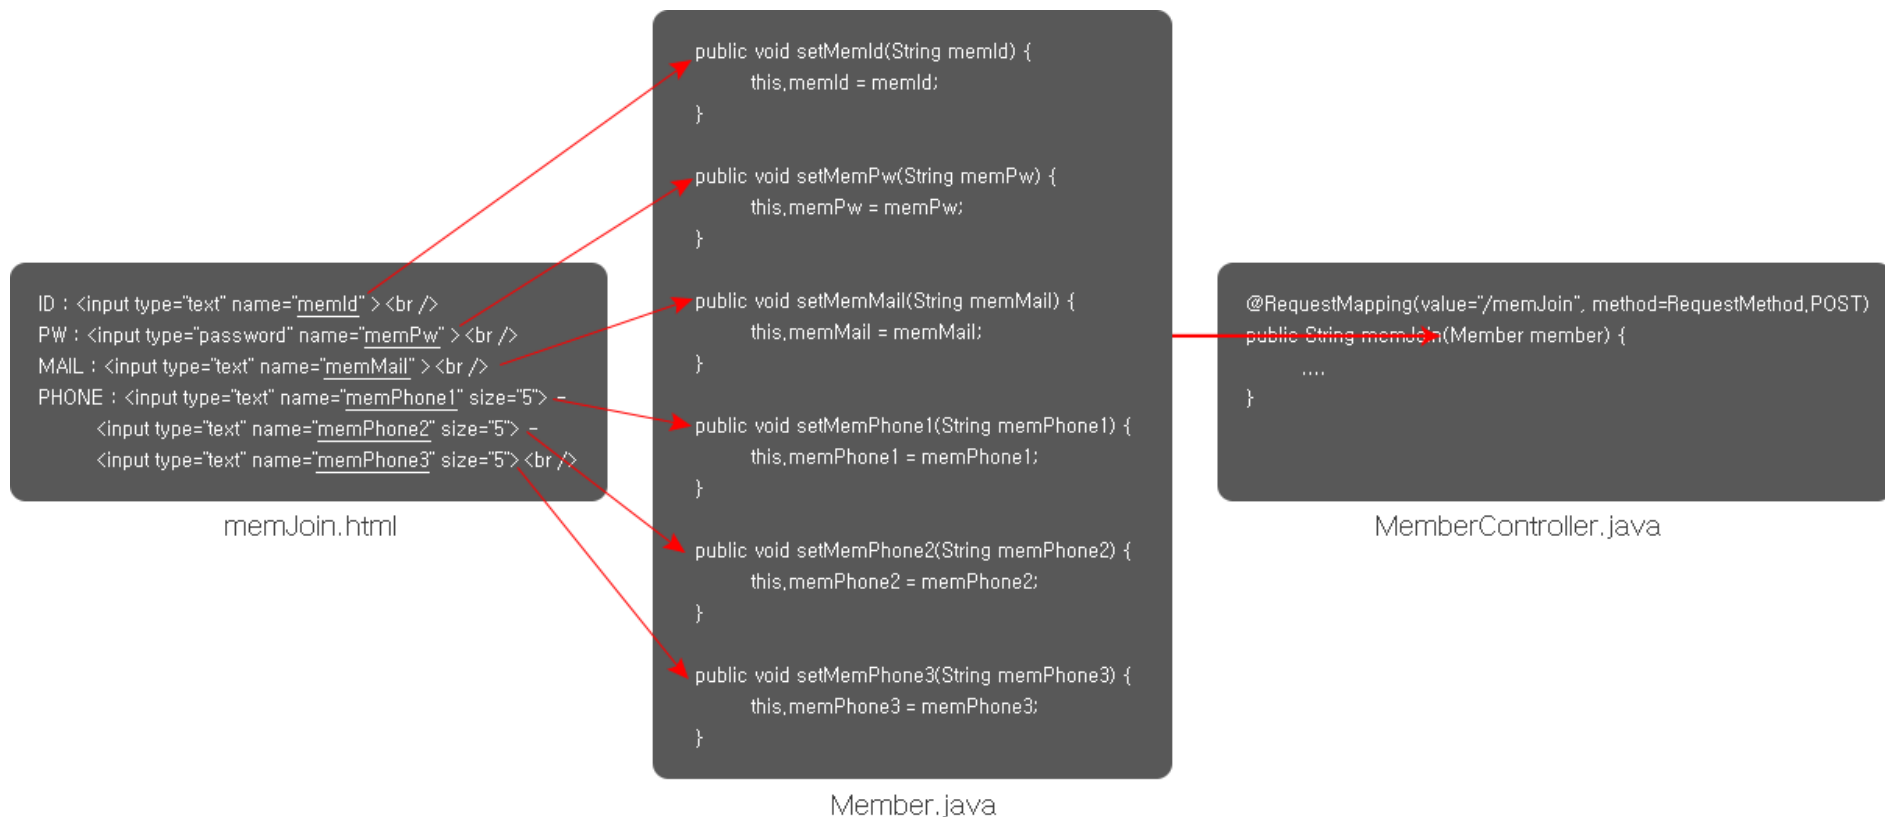 ID : <input type="text" name="memId" ><br />
PW : <input type="password" name="memPw" ><br />
MAIL : <input type="text" name="memMail" ><br />
PHONE : <input type="text" name="memPhone1" size="5"> -
<input type="text" name="memPhone2" size="5"> -
<input type="text" name="memPhone3" size="5"><br />
memJoin.html
public void setMemId(String memId) {
this.memId = memId;
}
public void setMemPw(String memPw) {
this.memPw = memPw;
}
public void setMemMail(String memMail) {
this.memMail = memMail;
}
public void setMemPhone1(String memPhone1) {
this.memPhone1 = memPhone1;
}
public void setMemPhone2(String memPhone2) {
this.memPhone2 = memPhone2;
}
public void setMemPhone3(String memPhone3) {
this.memPhone3 = memPhone3;
}
Member.java
@RequestMapping(value="/memJoin", method=RequestMethod.POST)
public String memJoin(Member member) {
....
}
MemberController.java